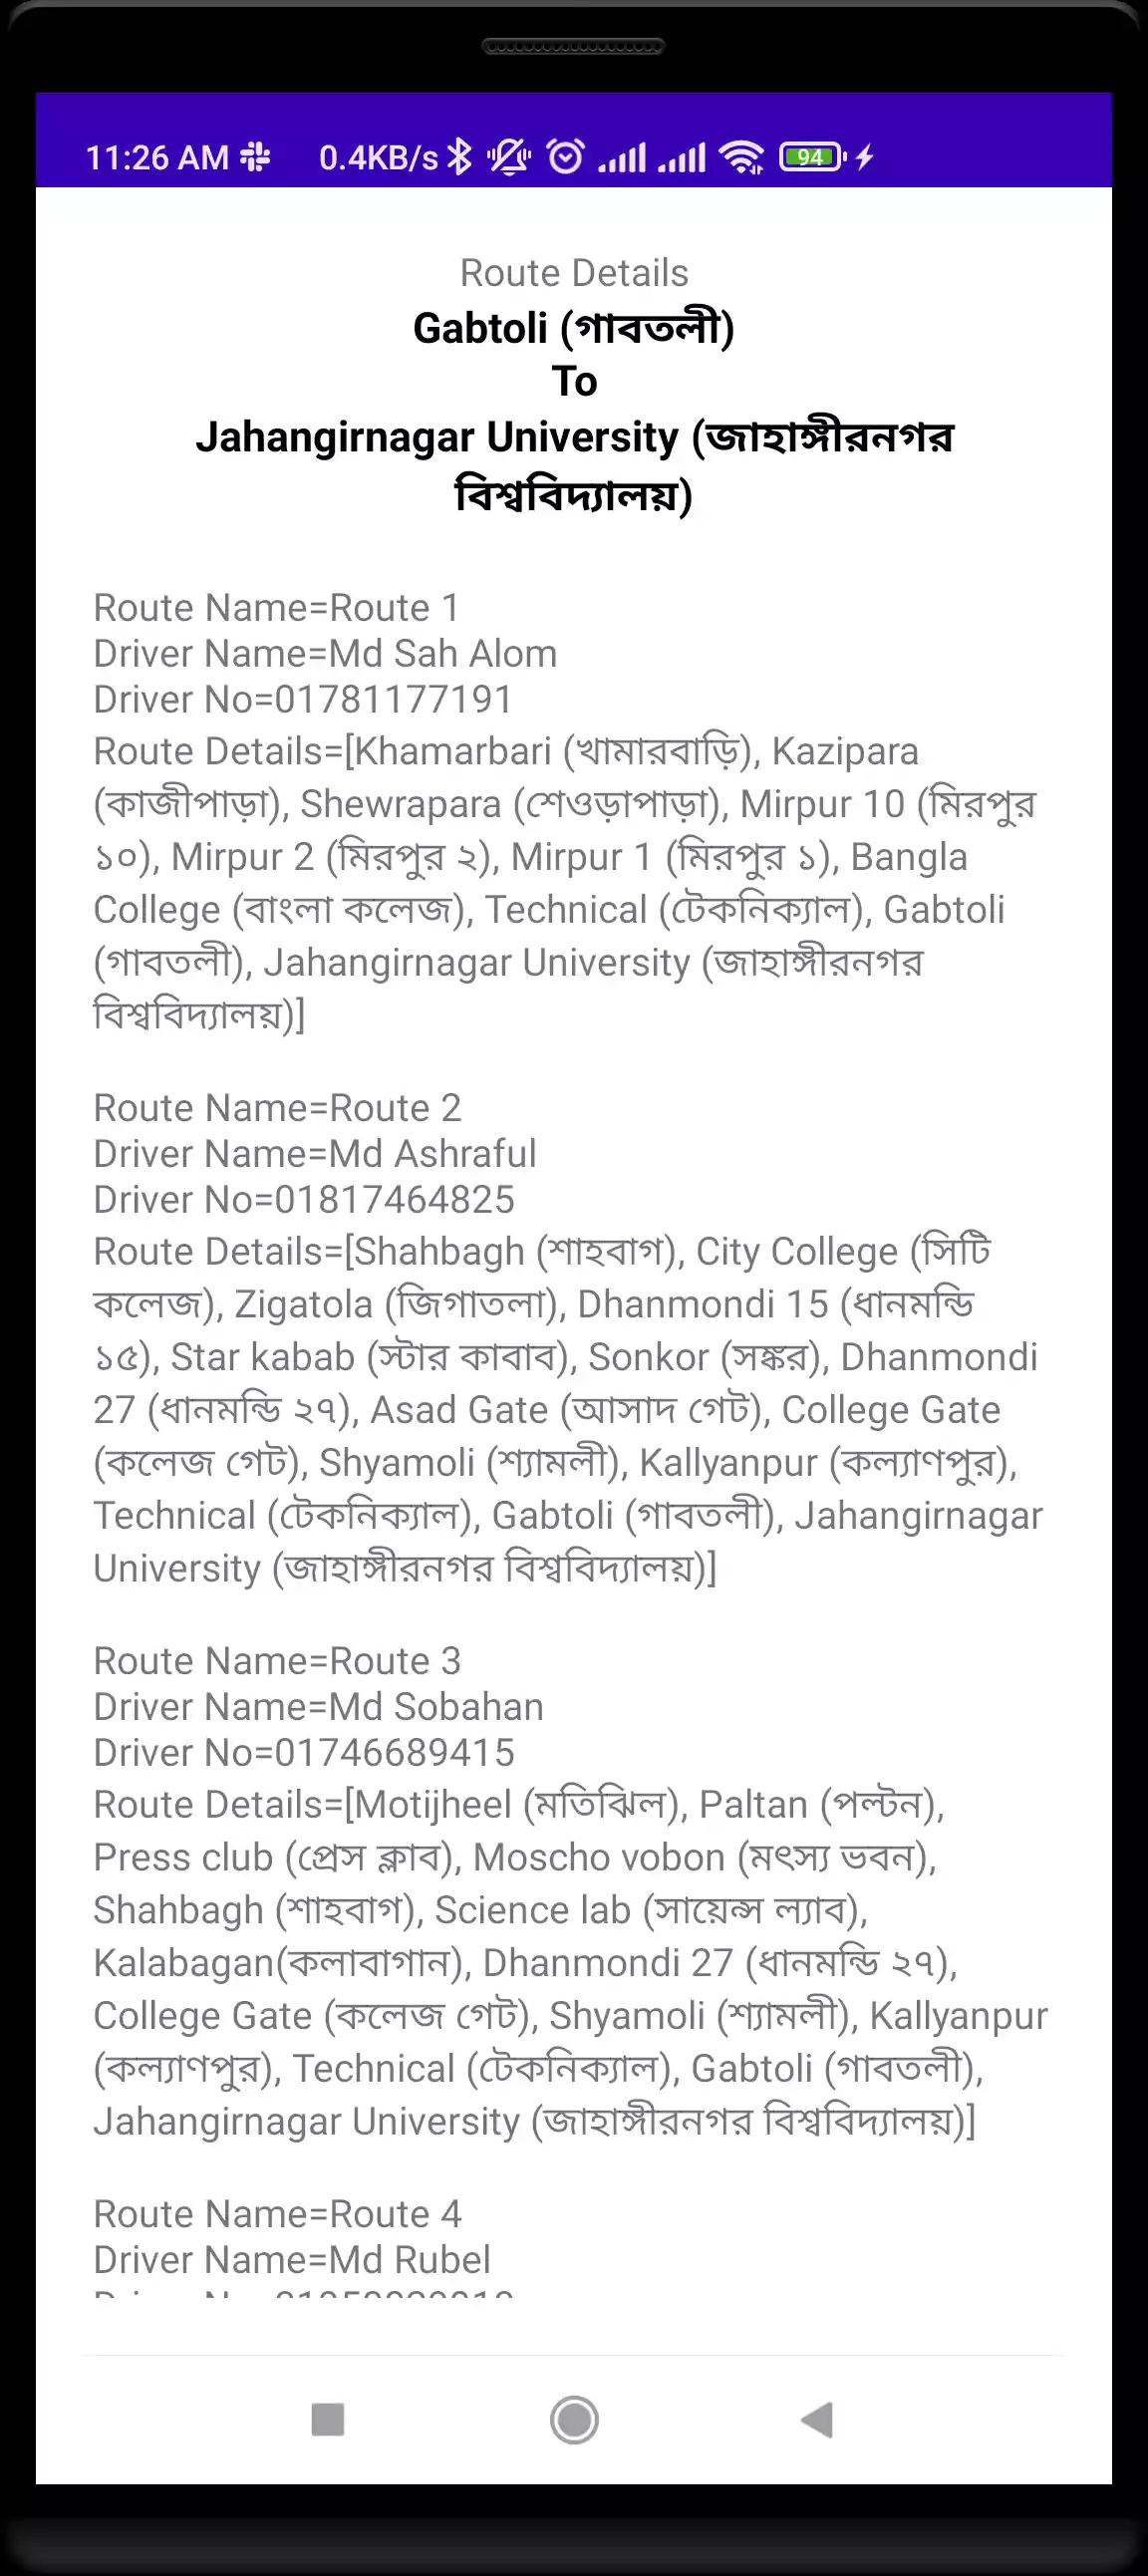 11:26 AM 0.4KB/s 94
Route Details
Gabtoli (গাবতলী)
To
Jahangirnagar University (জাহাঙ্গীরনগর
বিশ্ববিদ্যালয়)
Route Name=Route 1
Driver Name=Md Sah Alom
Driver No=01781177191
Route Details=[Khamarbari (খামারবাড়ি), Kazipara
(কাজীপাড়া), Shewrapara (শেওড়াপাড়া), Mirpur 10 (মিরপুর
১০), Mirpur 2 (মিরপুর ২), Mirpur 1 (মিরপুর ১), Bangla
College (বাংলা কলেজ), Technical (টেকনিক্যাল), Gabtoli
(গাবতলী), Jahangirnagar University (জাহাঙ্গীরনগর
বিশ্ববিদ্যালয়)]
Route Name=Route 2
Driver Name=Md Ashraful
Driver No=01817464825
Route Details=[Shahbagh (শাহবাগ), City College (সিটি
কলেজ), Zigatola (জিগাতলা), Dhanmondi 15 (ধানমন্ডি
১৫), Star kabab (স্টার কাবাব), Sonkor (সঙ্কর), Dhanmondi
27 (ধানমন্ডি ২৭), Asad Gate (আসাদ গেট), College Gate
(কলেজ গেট), Shyamoli (শ্যামলী), Kallyanpur (কল্যাণপুর),
Technical (টেকনিক্যাল), Gabtoli (গাবতলী), Jahangirnagar
University (জাহাঙ্গীরনগর বিশ্ববিদ্যালয়)]
Route Name=Route 3
Driver Name=Md Sobahan
Driver No=01746689415
Route Details=[Motijheel (মতিঝিল), Paltan (পল্টন),
Press club (প্রেস ক্লাব), Moscho vobon (মৎস্য ভবন),
Shahbagh (শাহবাগ), Science lab (সায়েন্স ল্যাব),
Kalabagan(কলাবাগান), Dhanmondi 27 (ধানমন্ডি ২৭),
College Gate (কলেজ গেট), Shyamoli (শ্যামলী), Kallyanpur
(কল্যাণপুর), Technical (টেকনিক্যাল), Gabtoli (গাবতলী),
Jahangirnagar University (জাহাঙ্গীরনগর বিশ্ববিদ্যালয়)]
Route Name=Route 4
Driver Name=Md Rubel